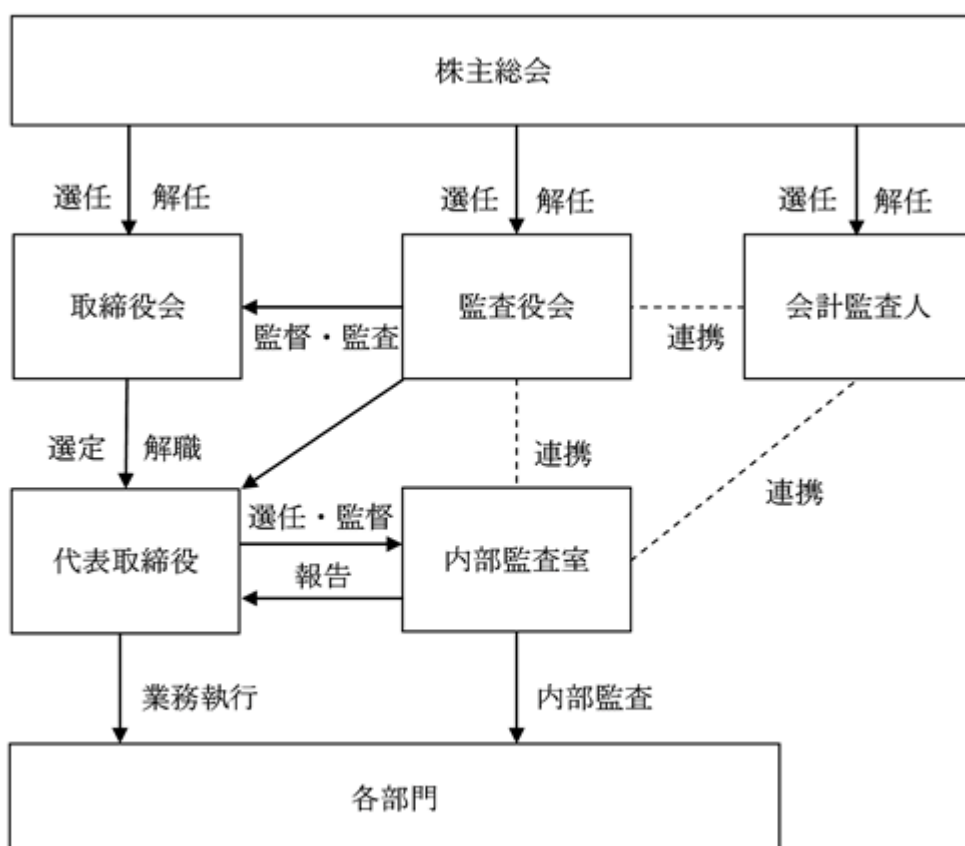 株主総会
選任 解任
選任 解任
選任 解任
取締役会
監査役会
会計監査人
監督・監査
連携
選定 解職
連携
連携
選任・監督
代表取締役
内部監査室
報告
業務執行
内部監査
各部門